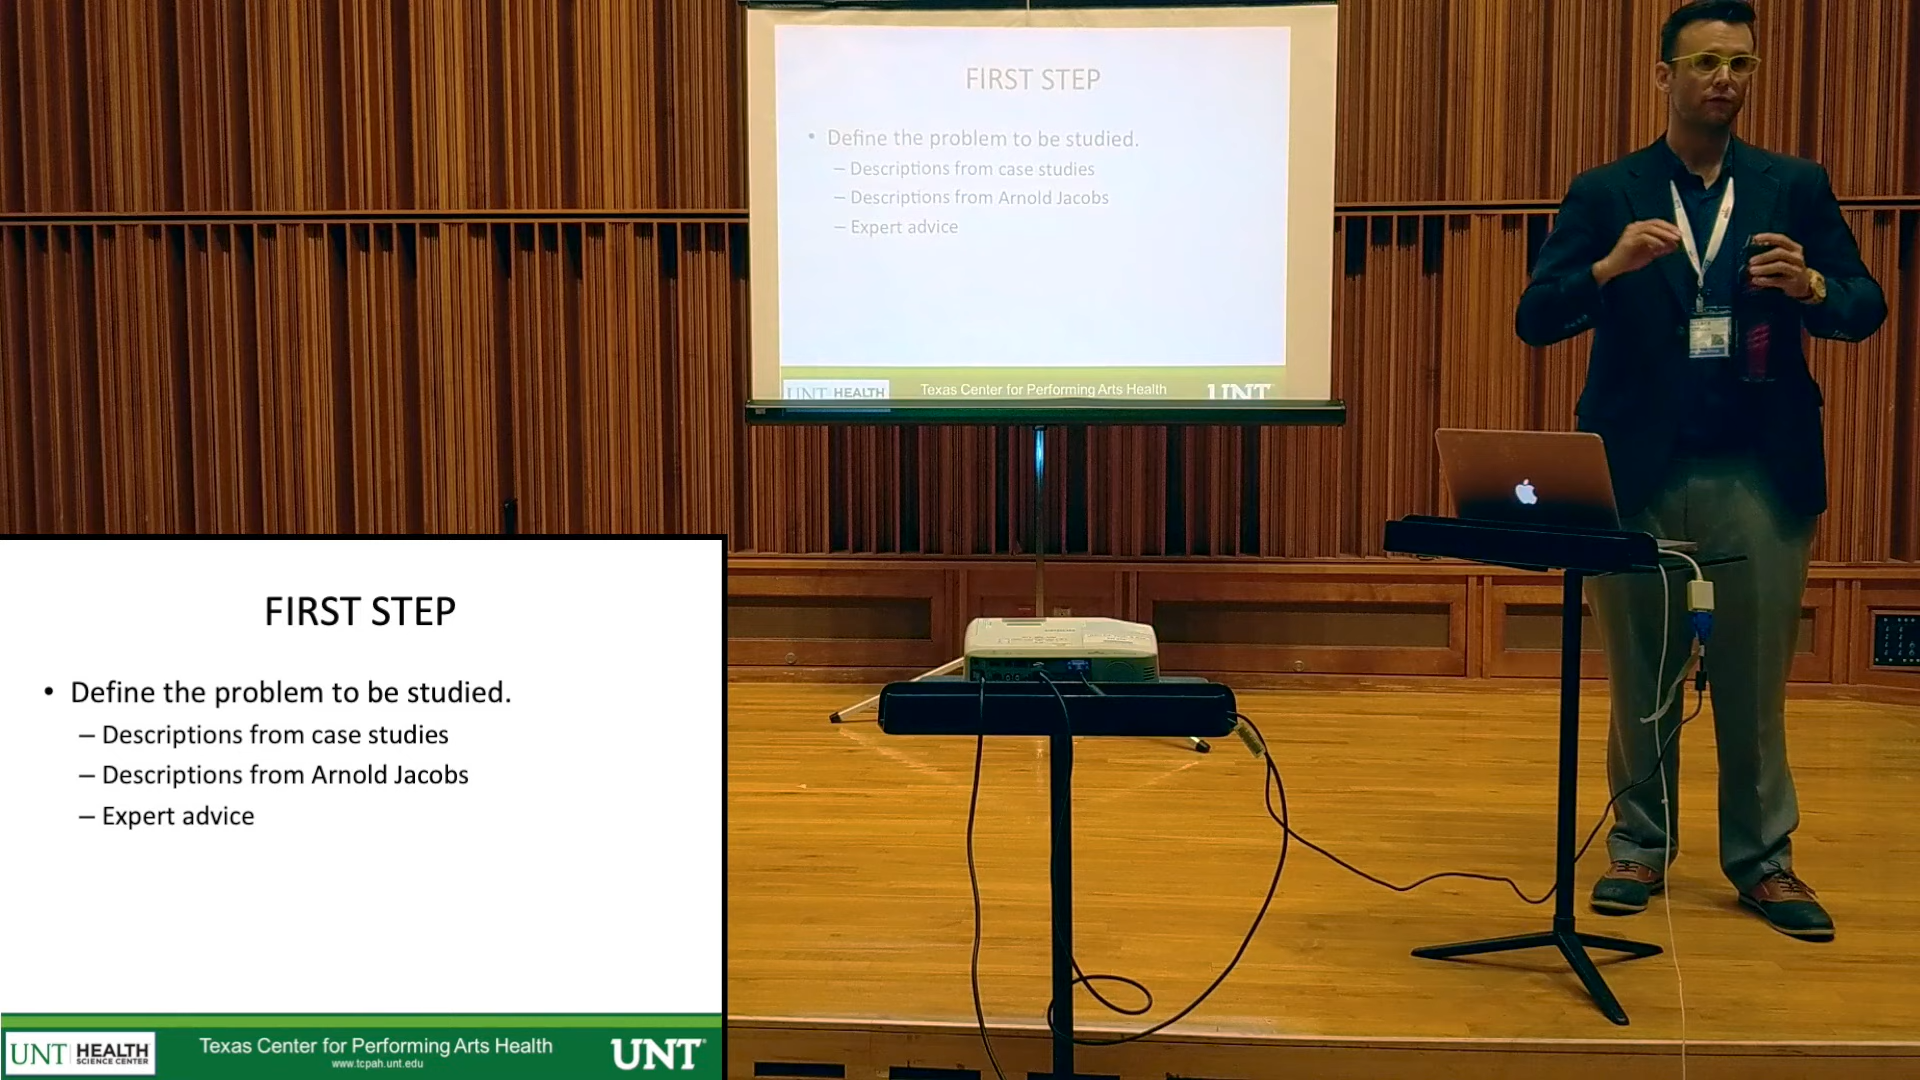 FIRST STEP
• Define the problem to be studied.
– Descriptions from case studies
– Descriptions from Arnold Jacobs
– Expert advice
UNT HEALTH
Texas Center for Performing Arts Health
UNT
FIRST STEP
• Define the problem to be studied.
– Descriptions from case studies
– Descriptions from Arnold Jacobs
– Expert advice
UNT HEALTH
SCIENCE CENTER
Texas Center for Performing Arts Health
www.tcpah.unt.edu
UNT